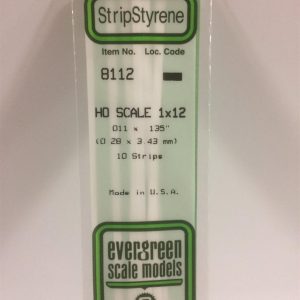 StripStyrene
Item No. Loc. Code
8112
HO SCALE 1x12
.011 x .135"
(0.28 x 3.43 mm)
10 Strips
Made in U.S.A.
evergreen
scale models